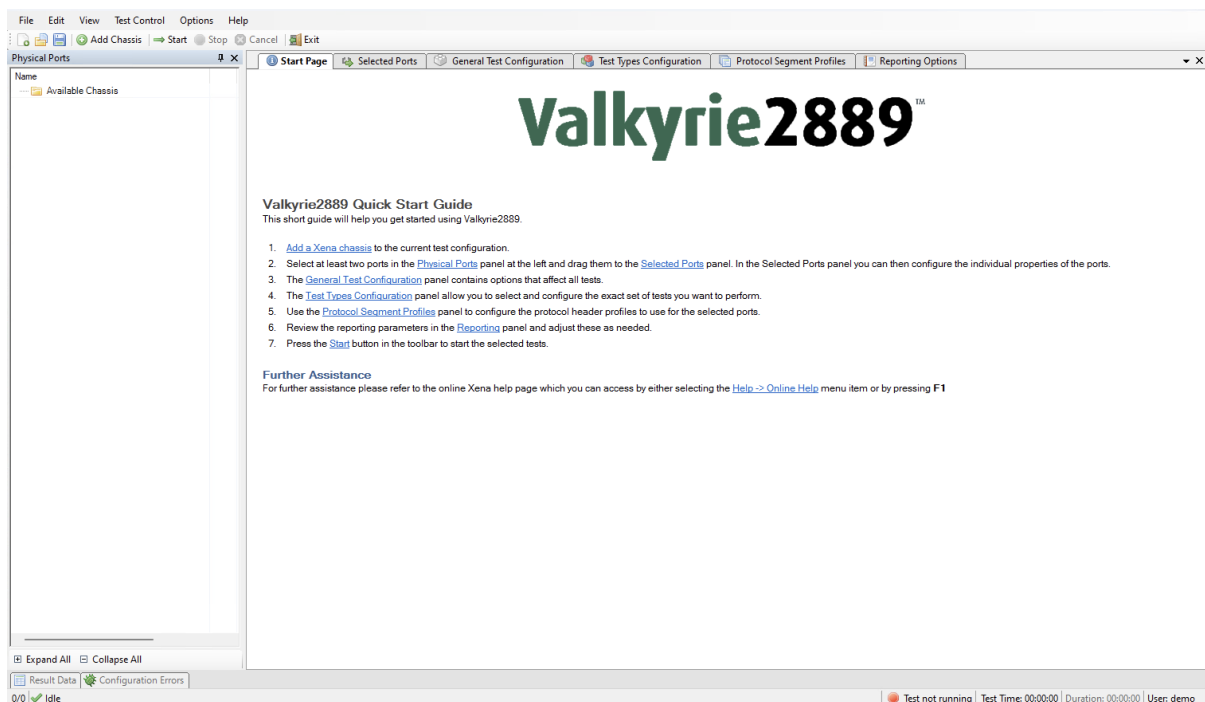 File Edit View Test Control Options Help
Add Chassis Start Stop Cancel Exit
Physical Ports
Start Page Selected Ports General Test Configuration Test Types Configuration Protocol Segment Profiles Reporting Options
Name
Available Chassis
Valkyrie2889™
Valkyrie2889 Quick Start Guide
This short guide will help you get started using Valkyrie2889.
1. Add a Xena chassis to the current test configuration.
2. Select at least two ports in the Physical Ports panel at the left and drag them to the Selected Ports panel. In the Selected Ports panel you can then configure the individual properties of the ports.
3. The General Test Configuration panel contains options that affect all tests.
4. The Test Types Configuration panel allow you to select and configure the exact set of tests you want to perform.
5. Use the Protocol Segment Profiles panel to configure the protocol header profiles to use for the selected ports.
6. Review the reporting parameters in the Reporting panel and adjust these as needed.
7. Press the Start button in the toolbar to start the selected tests.
Further Assistance
For further assistance please refer to the online Xena help page which you can access by either selecting the Help -> Online Help menu item or by pressing F1
Expand All Collapse All
Result Data Configuration Errors
0/0 Idle Test not running Test Time: 00:00:00 Duration: 00:00:00 User: demo